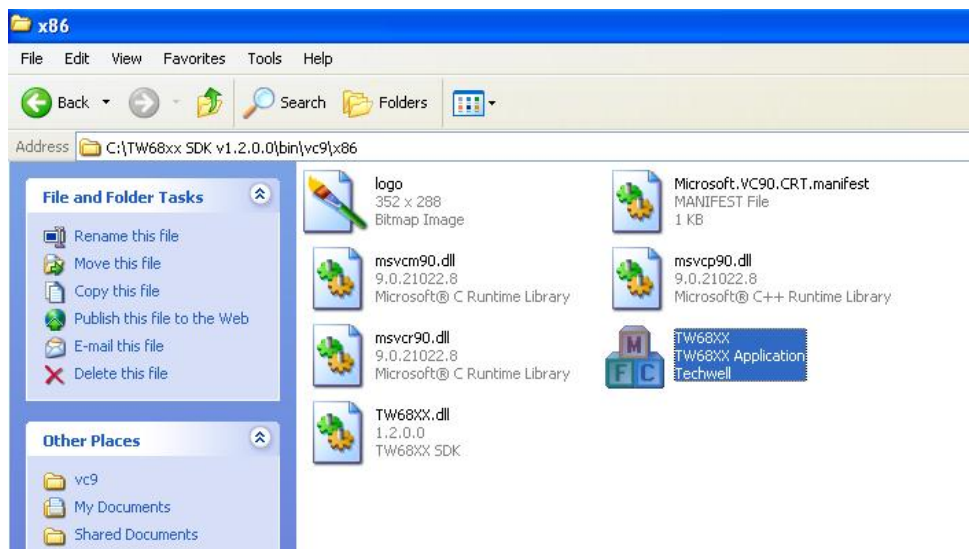 x86
File Edit View Favorites Tools Help
Back Search Folders
Address C:\TW68xx SDK v1.2.0.0\bin\vc9\x86
File and Folder Tasks
Rename this file
Move this file
Copy this file
Publish this file to the Web
E-mail this file
Delete this file
Other Places
vc9
My Documents
Shared Documents
logo
352 x 288
Bitmap Image
Microsoft.VC90.CRT.manifest
MANIFEST File
1 KB
msvcm90.dll
9.0.21022.8
Microsoft® C Runtime Library
msvcp90.dll
9.0.21022.8
Microsoft® C++ Runtime Library
msvcr90.dll
9.0.21022.8
Microsoft® C Runtime Library
M
F C
TW68XX
TW68XX Application
Techwell
TW68XX.dll
1.2.0.0
TW68XX SDK